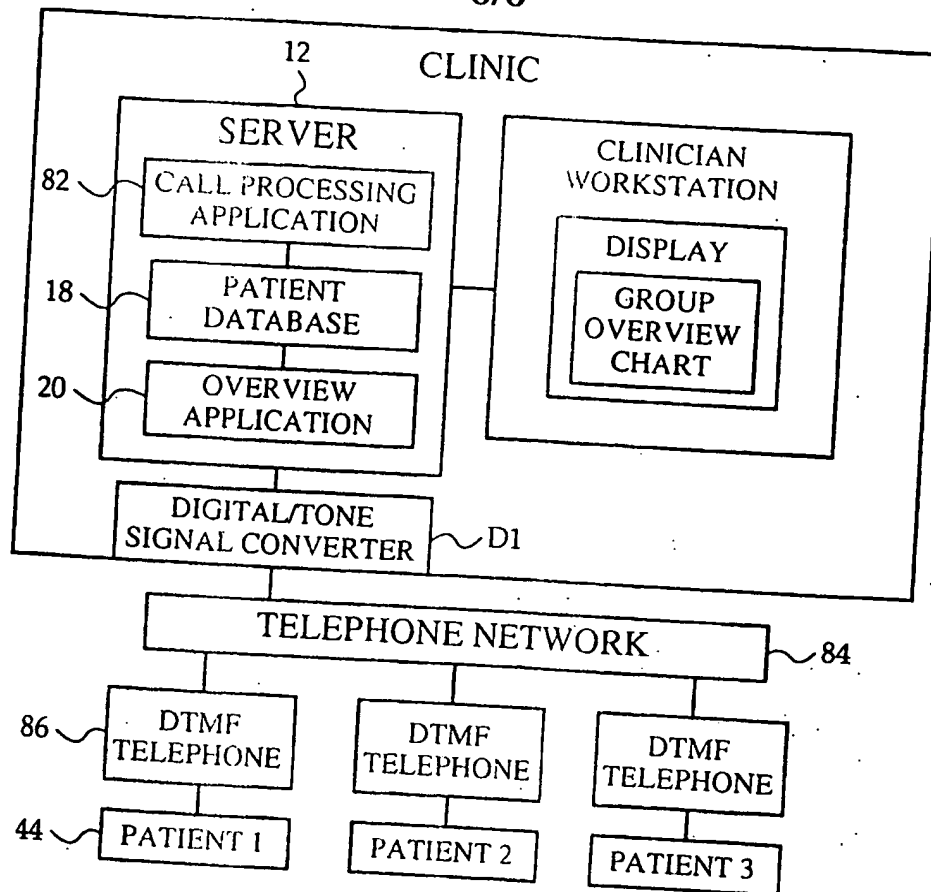 CLINIC
12
SERVER
82
CALL PROCESSING
APPLICATION
18
PATIENT
DATABASE
20
OVERVIEW
APPLICATION
CLINICIAN
WORKSTATION
DISPLAY
GROUP
OVERVIEW
CHART
DIGITAL/TONE
SIGNAL CONVERTER
D1
TELEPHONE NETWORK
84
86
DTMF
TELEPHONE
DTMF
TELEPHONE
DTMF
TELEPHONE
44
PATIENT 1
PATIENT 2
PATIENT 3